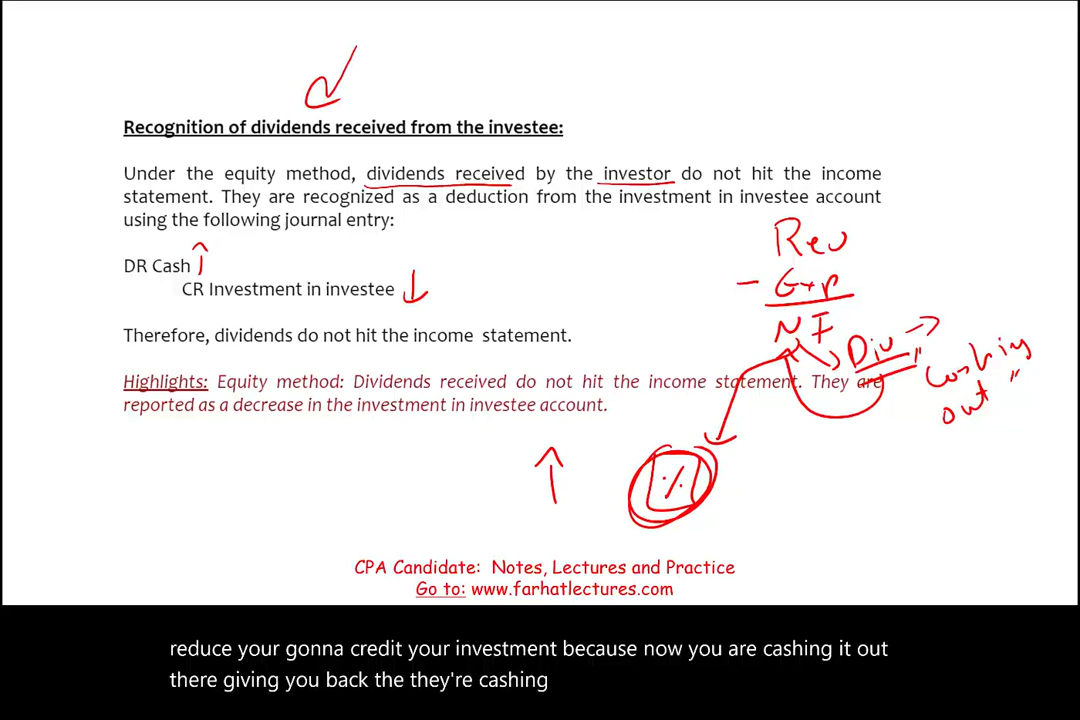 Recognition of dividends received from the investee:
Under the equity method, dividends received by the investor do not hit the income
statement. They are recognized as a deduction from the investment in investee account
using the following journal entry:
Rev
DR Cash ↑
- Exp
CR Investment in investee ↓
NI
Therefore, dividends do not hit the income statement.
Div →
"cashing
out"
Highlights: Equity method: Dividends received do not hit the income statement. They are
reported as a decrease in the investment in investee account.
↑
%
CPA Candidate: Notes, Lectures and Practice
Go to: www.farhatlectures.com
reduce your gonna credit your investment because now you are cashing it out
there giving you back the they're cashing